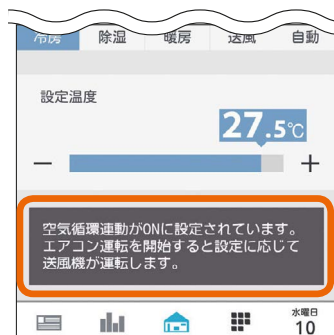 冷房 除湿 暖房 送風 自動
設定温度
27.5℃
− +
空気循環連動がONに設定されています。
エアコン運転を開始すると設定に応じて
送風機が運転します。
水曜日
10